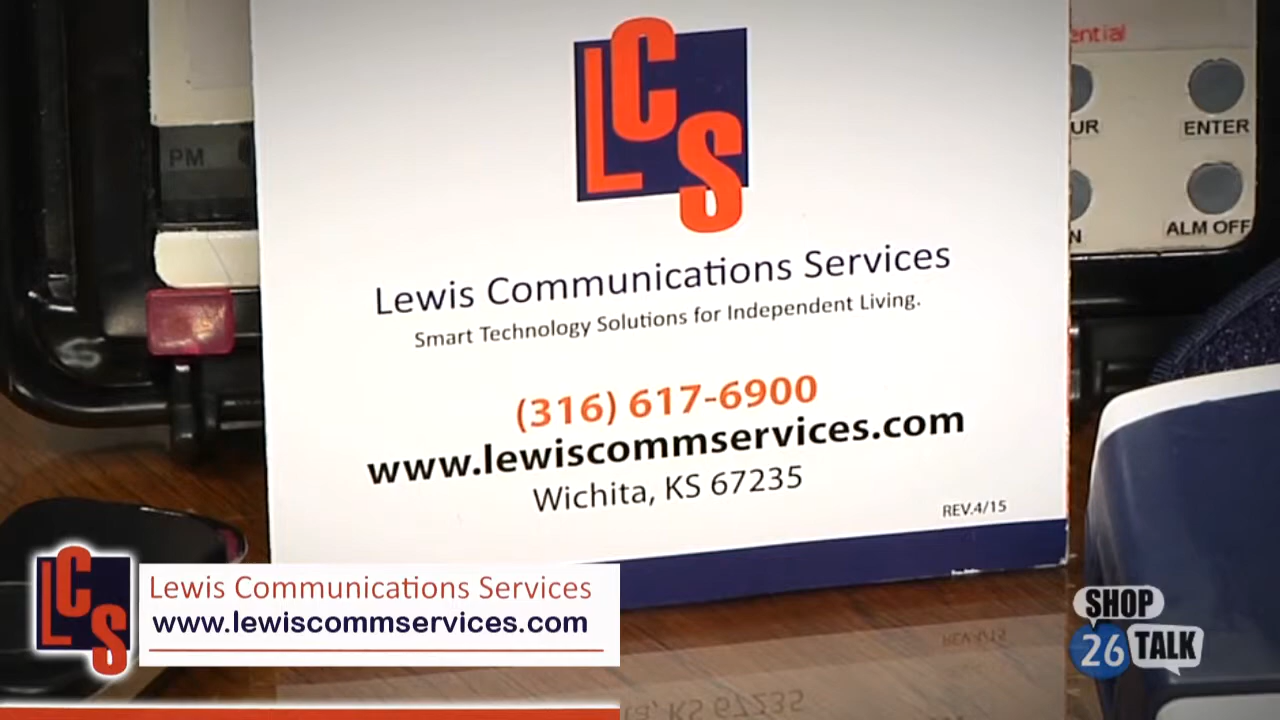 LCS
Lewis Communications Services
Smart Technology Solutions for Independent Living.
(316) 617-6900
www.lewiscommservices.com
Wichita, KS 67235
REV.4/15
PM
ential
UR
ENTER
N
ALM OFF
LCS
Lewis Communications Services
www.lewiscommservices.com
SHOP
26 TALK